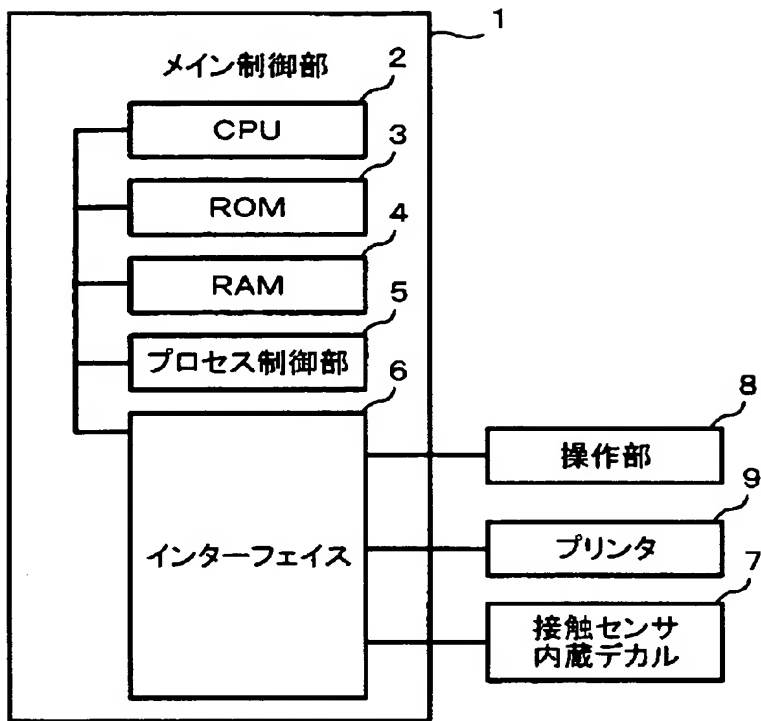 1
メイン制御部
2
CPU
3
ROM
4
RAM
5
プロセス制御部
6
インターフェイス
8
操作部
9
プリンタ
7
接触センサ
内蔵デカル